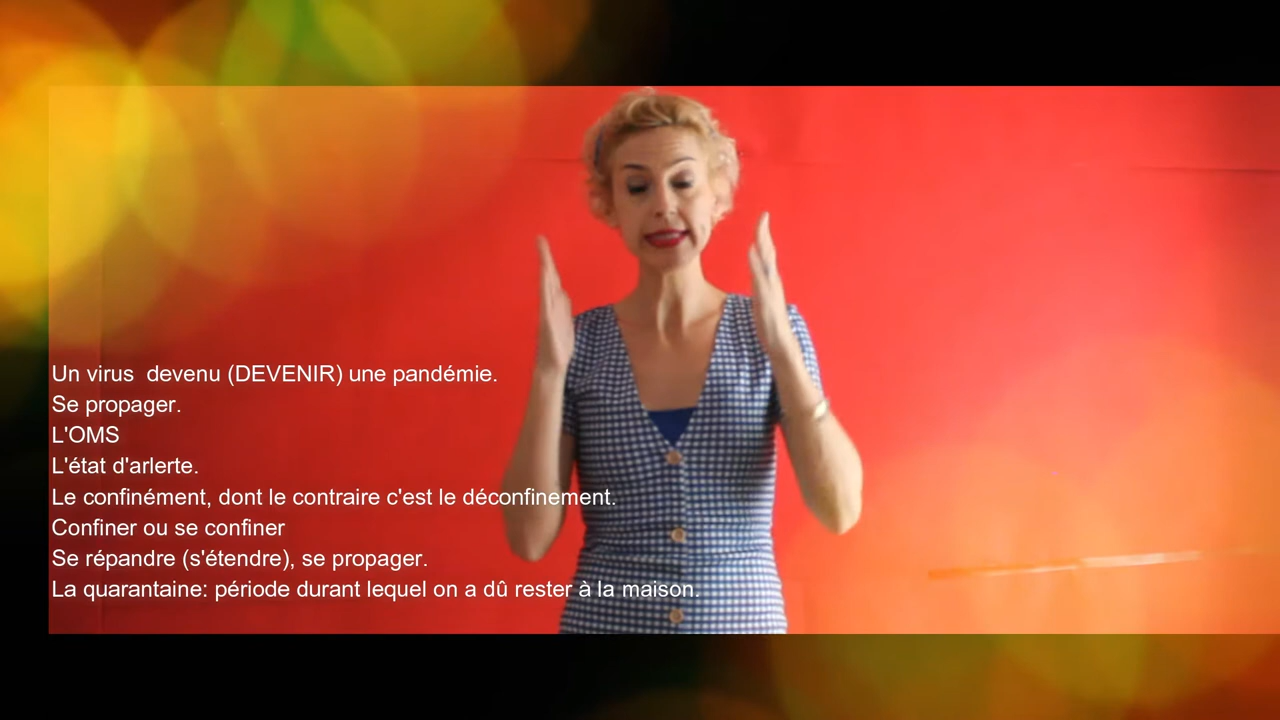 Un virus  devenu (DEVENIR) une pandémie.
Se propager.
L'OMS
L'état d'arlerte.
Le confinément, dont le contraire c'est le déconfinement.
Confiner ou se confiner
Se répandre (s'étendre), se propager.
La quarantaine: période durant lequel on a dû rester à la maison.